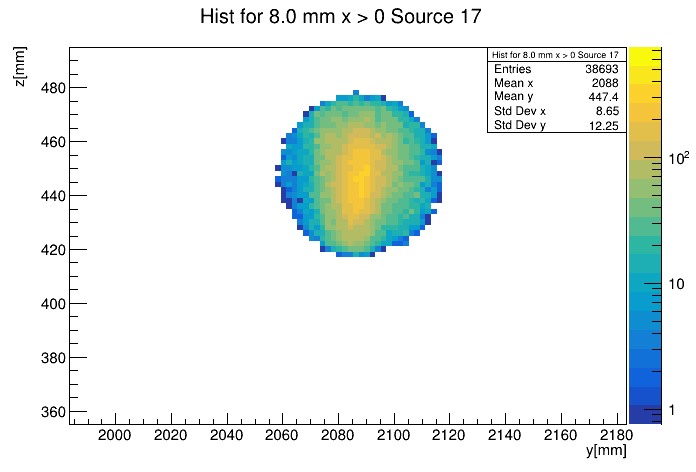 Hist for 8.0 mm x > 0 Source 17
z[mm]
Hist for 8.0 mm x > 0 Source 17
Entries 38693
Mean x 2088
Mean y 447.4
Std Dev x 8.65
Std Dev y 12.25
480
460
440
420
400
380
360
10²
10
1
2000 2020 2040 2060 2080 2100 2120 2140 2160 2180
y[mm]